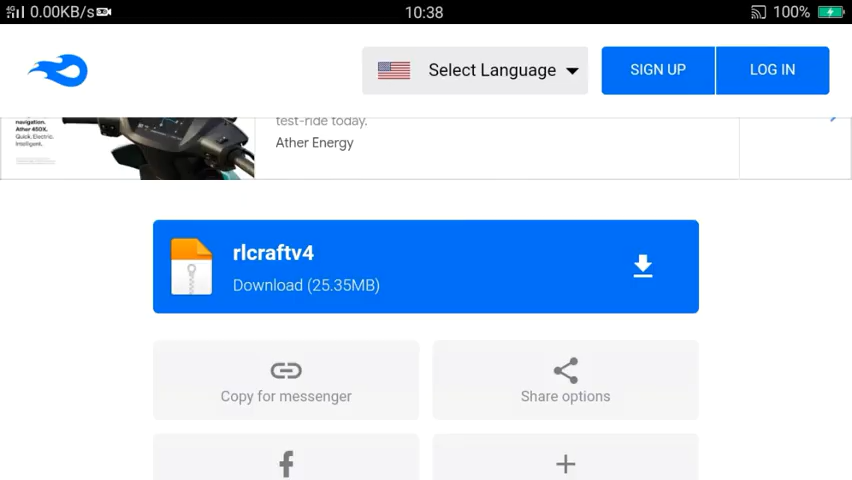 4G 0.00KB/s
10:38
100%
Select Language
SIGN UP
LOG IN
navigation.
Ather 450X.
Quick. Electric.
Intelligent.
test-ride today.
Ather Energy
rlcraftv4
Download (25.35MB)
Copy for messenger
Share options